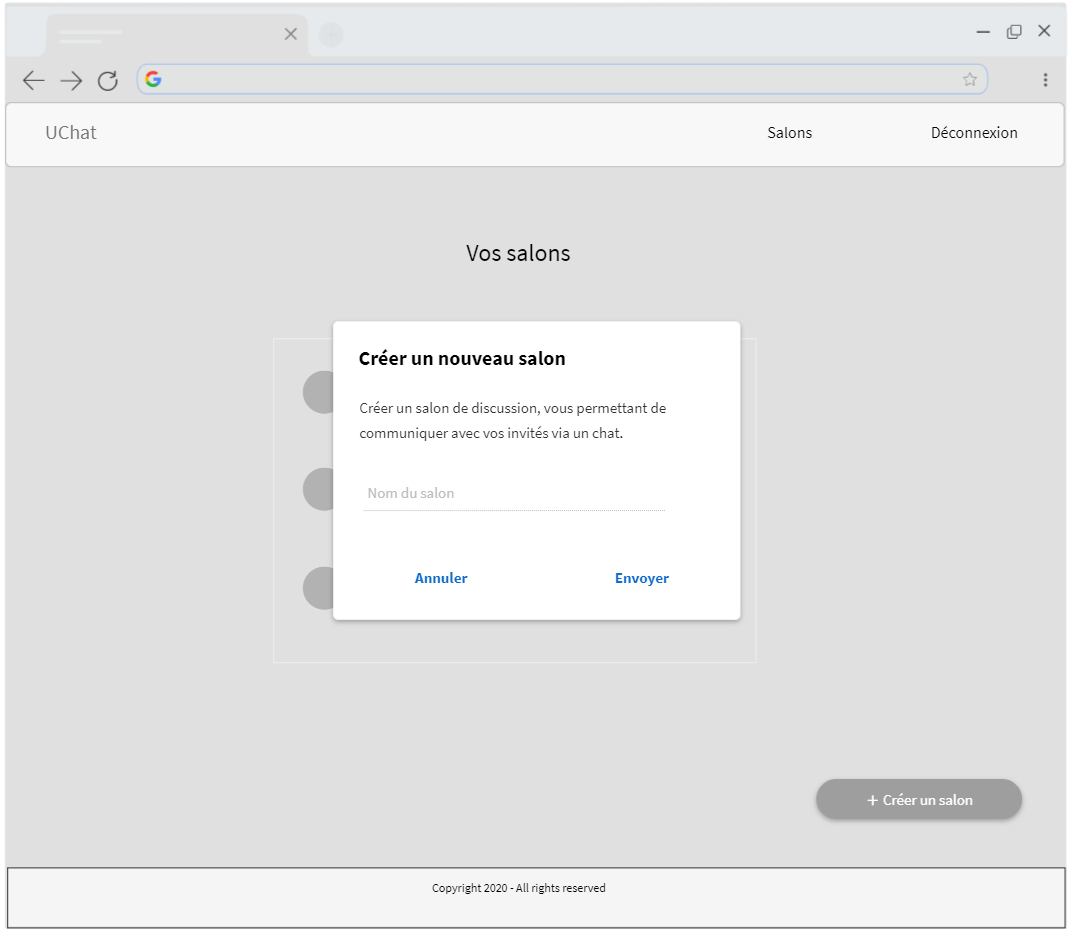 UChat
Salons
Déconnexion
Vos salons
Créer un nouveau salon
Créer un salon de discussion, vous permettant de
communiquer avec vos invités via un chat.
Nom du salon
Annuler
Envoyer
+ Créer un salon
Copyright 2020 - All rights reserved